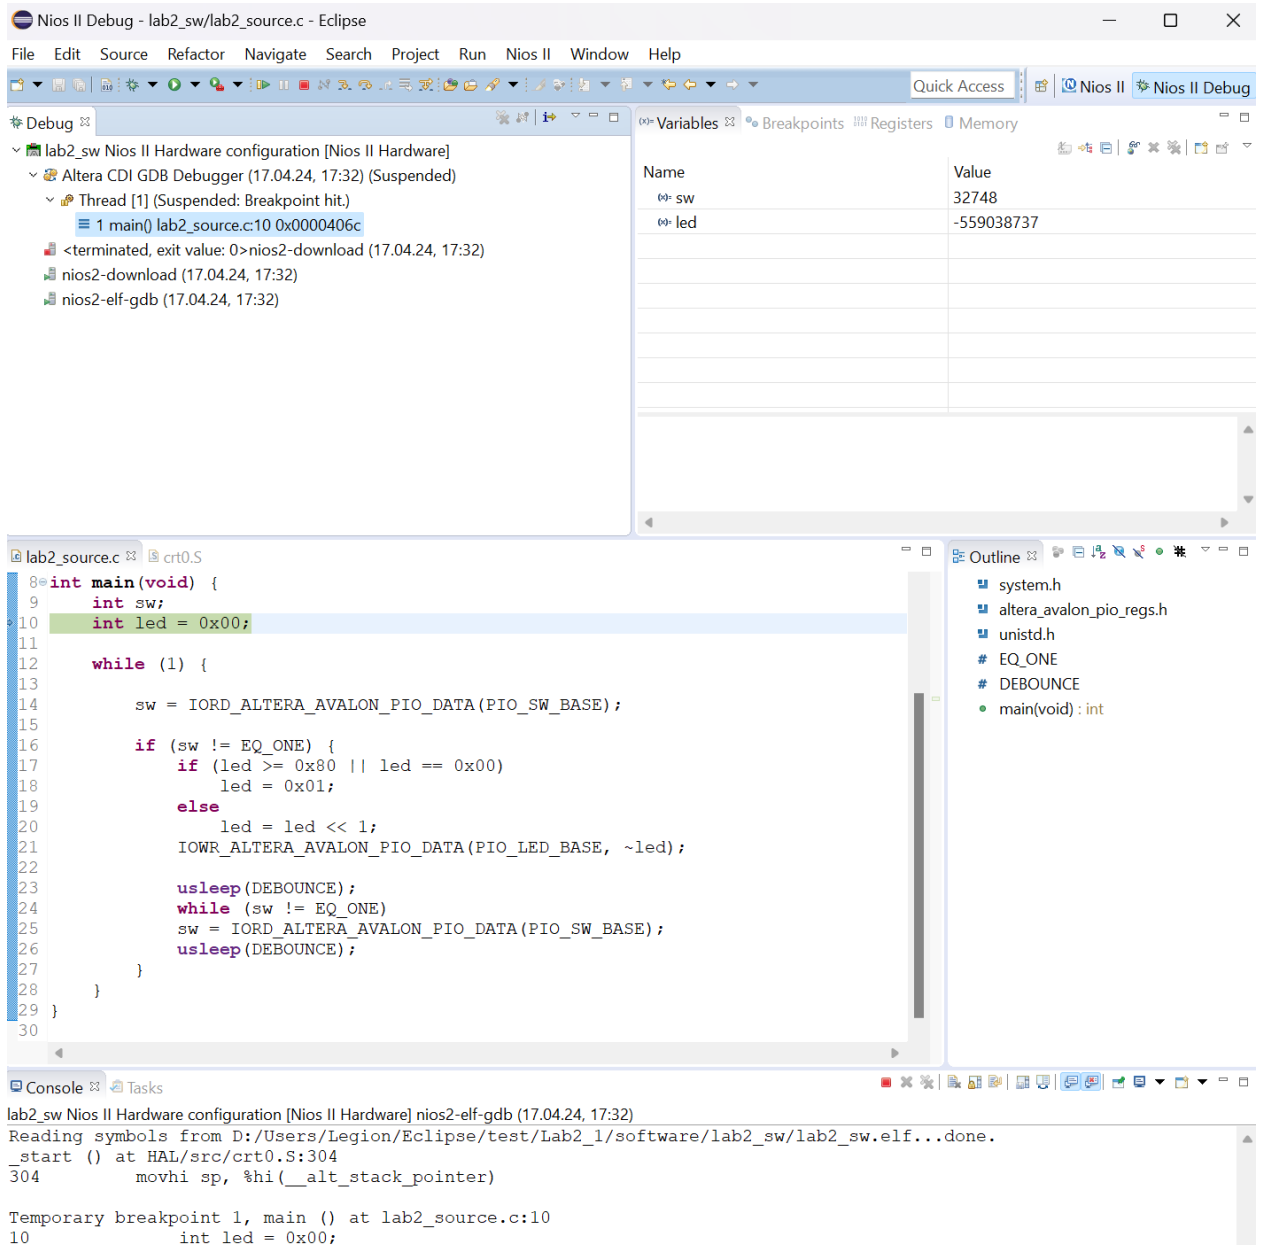 Nios II Debug - lab2_sw/lab2_source.c - Eclipse
File Edit Source Refactor Navigate Search Project Run Nios II Window Help
Quick Access Nios II Nios II Debug
Debug
lab2_sw Nios II Hardware configuration [Nios II Hardware]
Altera CDI GDB Debugger (17.04.24, 17:32) (Suspended)
Thread [1] (Suspended: Breakpoint hit.)
1 main() lab2_source.c:10 0x0000406c
<terminated, exit value: 0>nios2-download (17.04.24, 17:32)
nios2-download (17.04.24, 17:32)
nios2-elf-gdb (17.04.24, 17:32)
(x)= Variables Breakpoints Registers Memory
Name Value
(x)= sw 32748
(x)= led -559038737
lab2_source.c crt0.S
8 int main(void) {
9 int sw;
10 int led = 0x00;
11
12 while (1) {
13
14 sw = IORD_ALTERA_AVALON_PIO_DATA(PIO_SW_BASE);
15
16 if (sw != EQ_ONE) {
17 if (led >= 0x80 || led == 0x00)
18 led = 0x01;
19 else
20 led = led << 1;
21 IOWR_ALTERA_AVALON_PIO_DATA(PIO_LED_BASE, ~led);
22
23 usleep(DEBOUNCE);
24 while (sw != EQ_ONE)
25 sw = IORD_ALTERA_AVALON_PIO_DATA(PIO_SW_BASE);
26 usleep(DEBOUNCE);
27 }
28 }
29 }
30
Outline
system.h
altera_avalon_pio_regs.h
unistd.h
# EQ_ONE
# DEBOUNCE
main(void) : int
Console Tasks
lab2_sw Nios II Hardware configuration [Nios II Hardware] nios2-elf-gdb (17.04.24, 17:32)
Reading symbols from D:/Users/Legion/Eclipse/test/Lab2_1/software/lab2_sw/lab2_sw.elf...done.
_start () at HAL/src/crt0.S:304
304 movhi sp, %hi(__alt_stack_pointer)
Temporary breakpoint 1, main () at lab2_source.c:10
10 int led = 0x00;